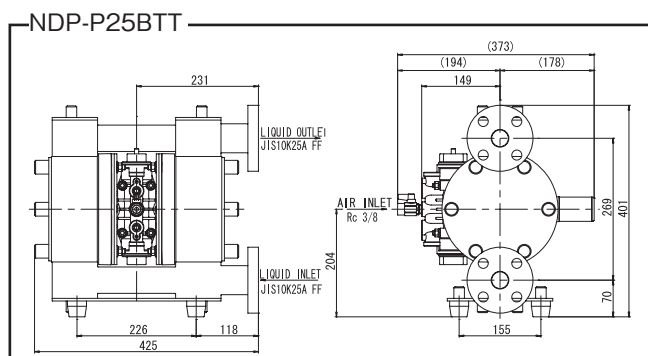 NDP-P25BTT
231
LIQUID OUTLET
JIS10K25A FF
LIQUID INLET
JIS10K25A FF
226
118
425
(373)
(194)
(178)
149
AIR INLET
Rc 3/8
204
269
401
70
155